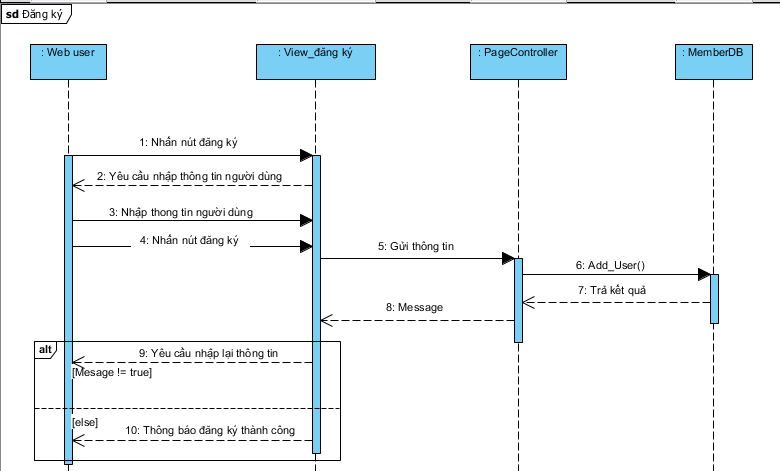 sd Đăng ký
: Web user
: View_đăng ký
: PageController
: MemberDB
1: Nhấn nút đăng ký
2: Yêu cầu nhập thông tin người dùng
3: Nhập thong tin người dùng
4: Nhấn nút đăng ký
5: Gửi thông tin
6: Add_User()
7: Trả kết quả
8: Message
alt
9: Yêu cầu nhập lại thông tin
[Mesage != true]
[else]
10: Thông báo đăng ký thành công